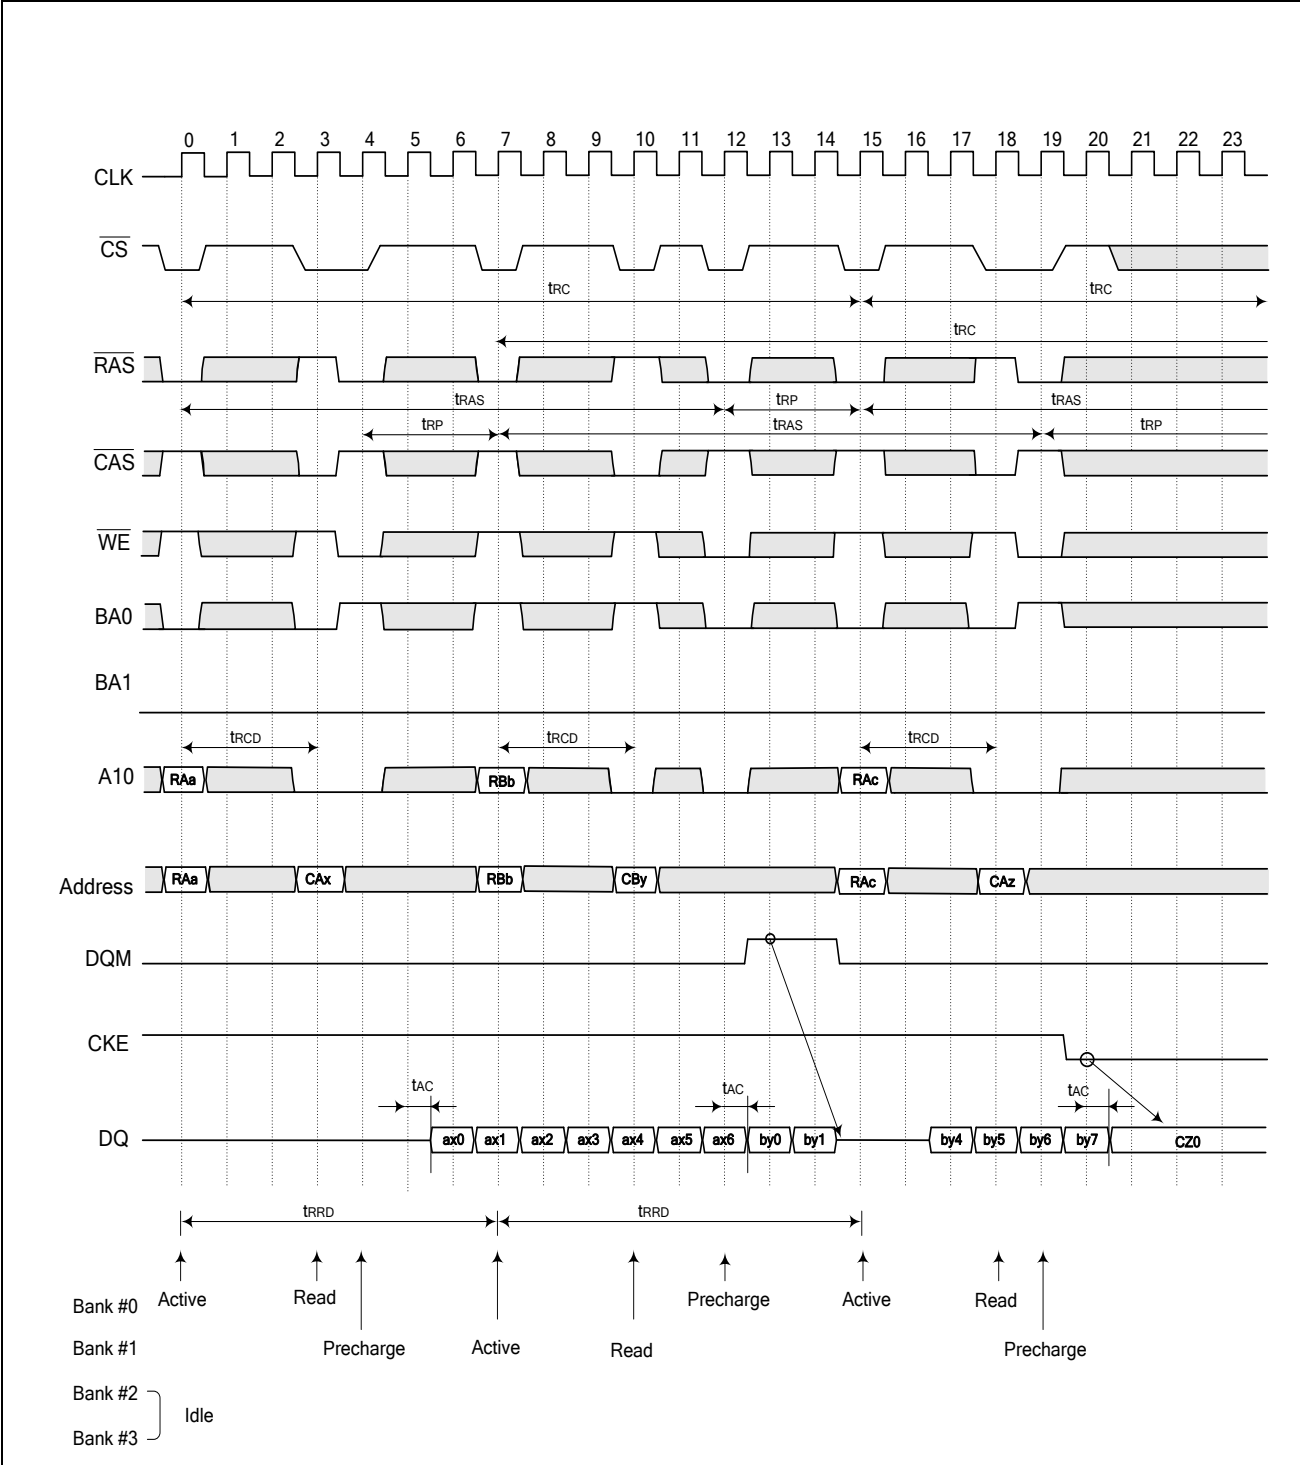 0 1 2 3 4 5 6 7 8 9 10 11 12 13 14 15 16 17 18 19 20 21 22 23
CLK
CS
tRC tRC
tRC
RAS
tRAS tRP tRAS
tRP tRAS tRP
CAS
WE
BA0
BA1
tRCD tRCD tRCD
A10 RAa RBb RAc
Address RAa CAx RBb CBy RAc CAz
DQM
CKE
tAC tAC tAC
DQ ax0 ax1 ax2 ax3 ax4 ax5 ax6 by0 by1 by4 by5 by6 by7 CZ0
tRRD tRRD
Bank #0 Active Read Precharge Active Read
Bank #1 Precharge Active Read Precharge
Bank #2
Idle
Bank #3